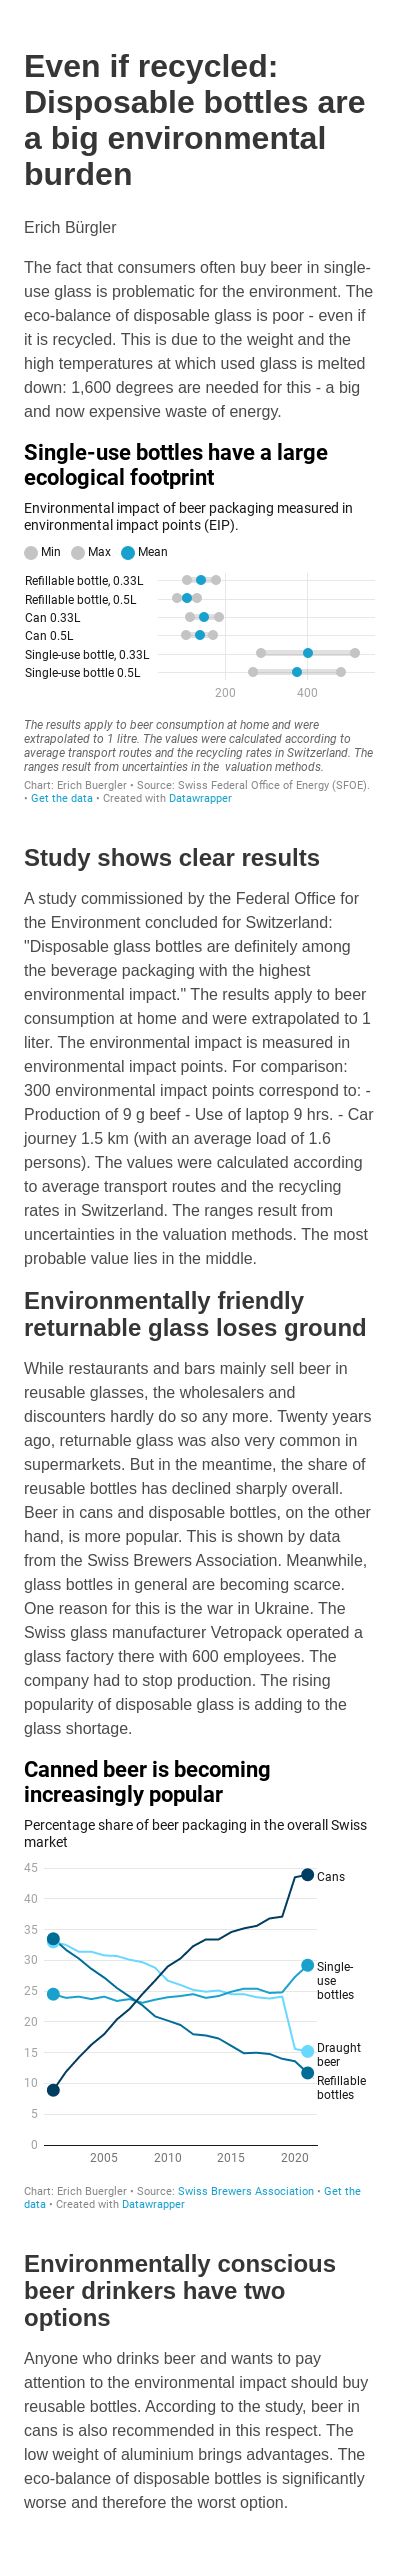 Even if recycled:
Disposable bottles are
a big environmental
burden
Erich Bürgler
The fact that consumers often buy beer in single-
use glass is problematic for the environment. The
eco-balance of disposable glass is poor - even if
it is recycled. This is due to the weight and the
high temperatures at which used glass is melted
down: 1,600 degrees are needed for this - a big
and now expensive waste of energy.
Single-use bottles have a large
ecological footprint
Environmental impact of beer packaging measured in
environmental impact points (EIP).
Min Max Mean
Refillable bottle, 0.33L
Refillable bottle, 0.5L
Can 0.33L
Can 0.5L
Single-use bottle, 0.33L
Single-use bottle 0.5L
200 400
The results apply to beer consumption at home and were
extrapolated to 1 litre. The values were calculated according to
average transport routes and the recycling rates in Switzerland. The
ranges result from uncertainties in the valuation methods.
Chart: Erich Buergler • Source: Swiss Federal Office of Energy (SFOE).
• Get the data • Created with Datawrapper
Study shows clear results
A study commissioned by the Federal Office for
the Environment concluded for Switzerland:
"Disposable glass bottles are definitely among
the beverage packaging with the highest
environmental impact." The results apply to beer
consumption at home and were extrapolated to 1
liter. The environmental impact is measured in
environmental impact points. For comparison:
300 environmental impact points correspond to: -
Production of 9 g beef - Use of laptop 9 hrs. - Car
journey 1.5 km (with an average load of 1.6
persons). The values were calculated according
to average transport routes and the recycling
rates in Switzerland. The ranges result from
uncertainties in the valuation methods. The most
probable value lies in the middle.
Environmentally friendly
returnable glass loses ground
While restaurants and bars mainly sell beer in
reusable glasses, the wholesalers and
discounters hardly do so any more. Twenty years
ago, returnable glass was also very common in
supermarkets. But in the meantime, the share of
reusable bottles has declined sharply overall.
Beer in cans and disposable bottles, on the other
hand, is more popular. This is shown by data
from the Swiss Brewers Association. Meanwhile,
glass bottles in general are becoming scarce.
One reason for this is the war in Ukraine. The
Swiss glass manufacturer Vetropack operated a
glass factory there with 600 employees. The
company had to stop production. The rising
popularity of disposable glass is adding to the
glass shortage.
Canned beer is becoming
increasingly popular
Percentage share of beer packaging in the overall Swiss
market
45
40
35
30
25
20
15
10
5
0
Cans
Single-
use
bottles
Draught
beer
Refillable
bottles
2005 2010 2015 2020
Chart: Erich Buergler • Source: Swiss Brewers Association • Get the
data • Created with Datawrapper
Environmentally conscious
beer drinkers have two
options
Anyone who drinks beer and wants to pay
attention to the environmental impact should buy
reusable bottles. According to the study, beer in
cans is also recommended in this respect. The
low weight of aluminium brings advantages. The
eco-balance of disposable bottles is significantly
worse and therefore the worst option.